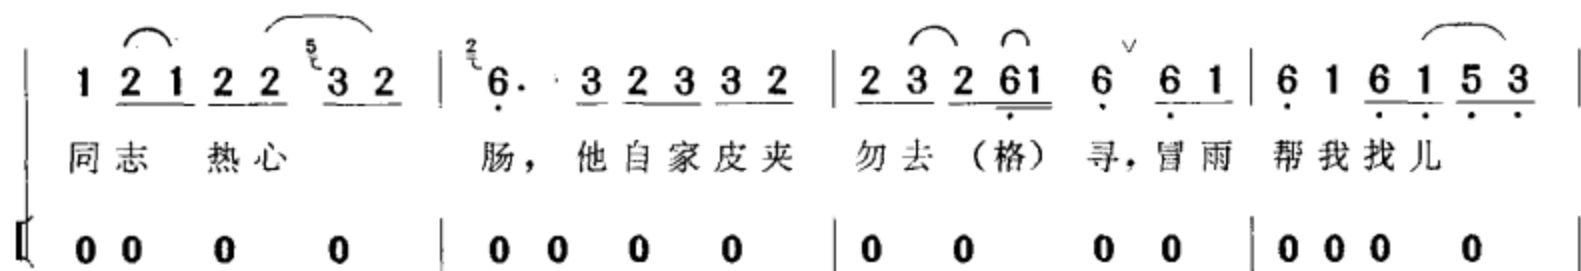 5 2
1 2 1 2 2 3 2 | 6. 3 2 3 3 2 | 2 3 2 61 6 ∨ 6 1 | 6 1 6 1 5 3 |
同志 热心 肠，他自家皮夹 勿去（格）寻，冒雨 帮我找儿
0 0 0 0 | 0 0 0 0 | 0 0 0 0 | 0 0 0 0 |